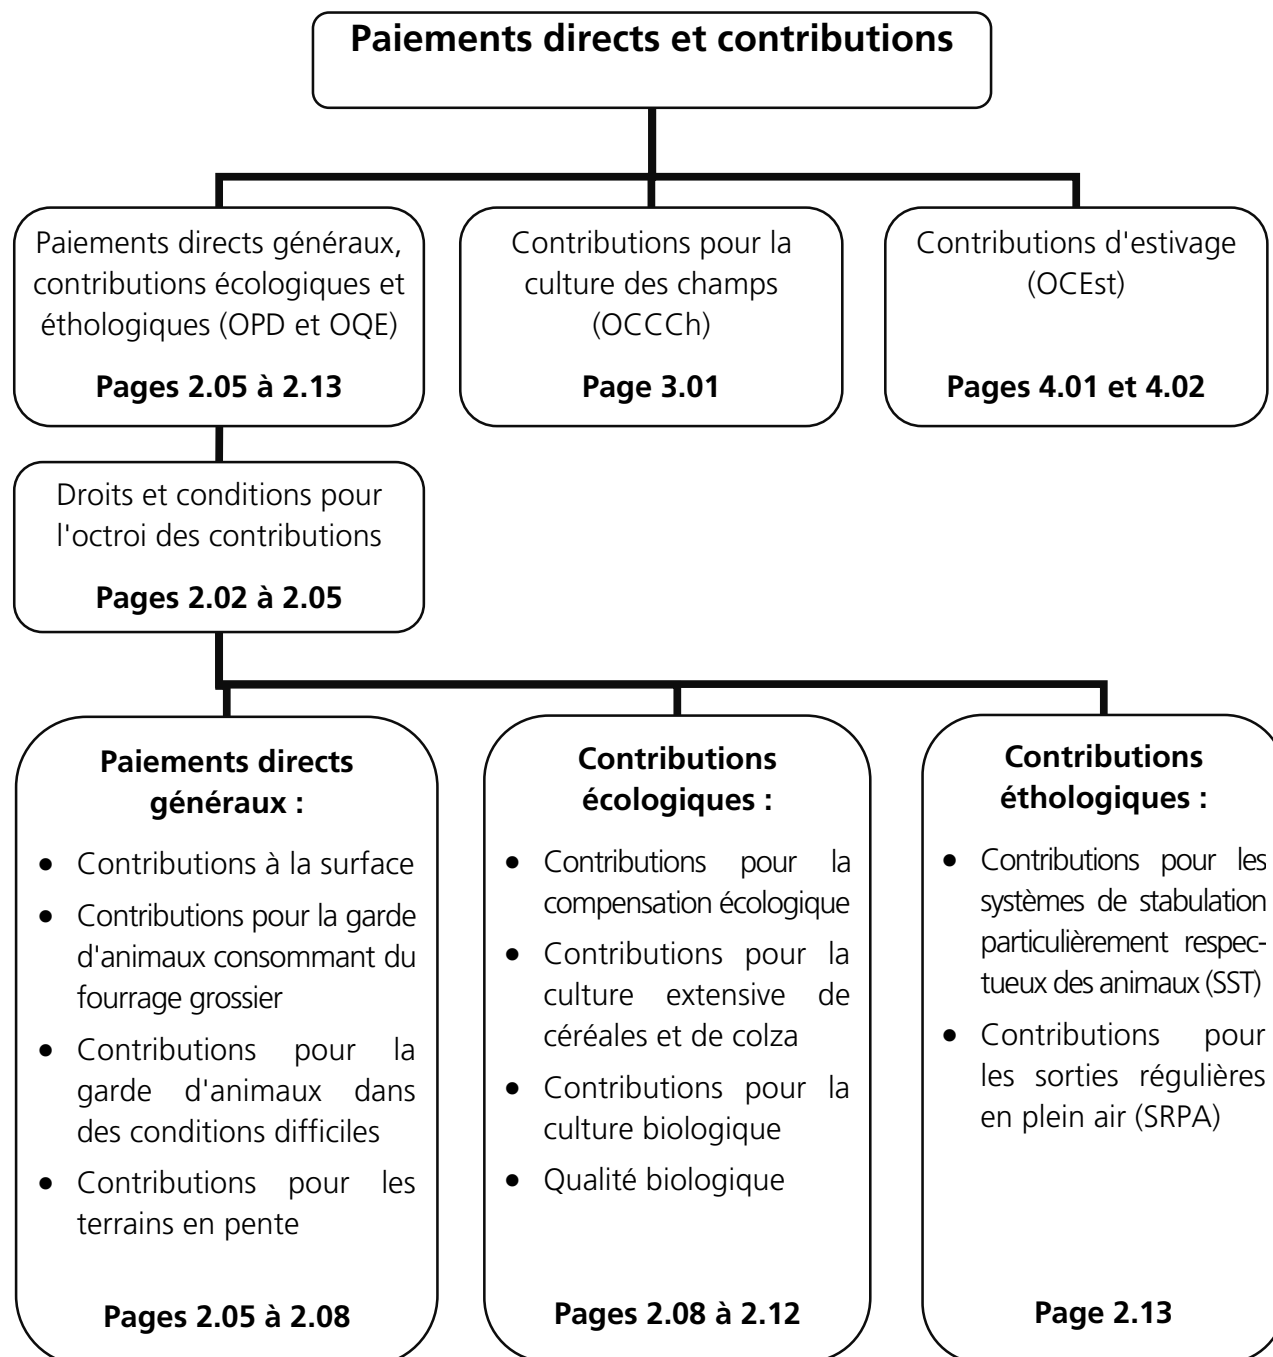 Paiements directs et contributions
Paiements directs généraux,
contributions écologiques et
éthologiques (OPD et OQE)
Pages 2.05 à 2.13
Contributions pour la
culture des champs
(OCCCh)
Page 3.01
Contributions d'estivage
(OCEst)
Pages 4.01 et 4.02
Droits et conditions pour
l'octroi des contributions
Pages 2.02 à 2.05
Paiements directs
généraux :
• Contributions à la surface
• Contributions pour la garde
d'animaux consommant du
fourrage grossier
• Contributions pour la
garde d'animaux dans
des conditions difficiles
• Contributions pour les
terrains en pente
Pages 2.05 à 2.08
Contributions
écologiques :
• Contributions pour la
compensation écologique
• Contributions pour la
culture extensive de
céréales et de colza
• Contributions pour la
culture biologique
• Qualité biologique
Pages 2.08 à 2.12
Contributions
éthologiques :
• Contributions pour les
systèmes de stabulation
particulièrement respec-
tueux des animaux (SST)
• Contributions pour
les sorties régulières
en plein air (SRPA)
Page 2.13